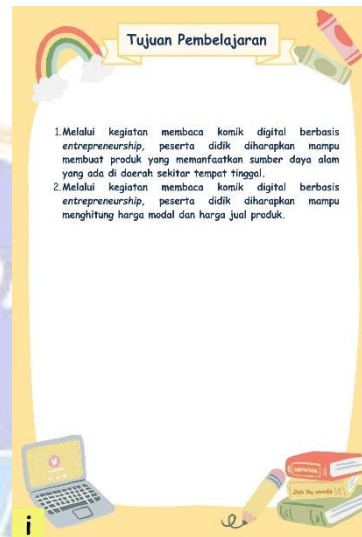 Tujuan Pembelajaran
1. Melalui kegiatan membaca komik digital berbasis
entrepreneurship, peserta didik diharapkan mampu
membuat produk yang memanfaatkan sumber daya alam
yang ada di daerah sekitar tempat tinggal.
2. Melalui kegiatan membaca komik digital berbasis
entrepreneurship, peserta didik diharapkan mampu
menghitung harga modal dan harga jual produk.
i